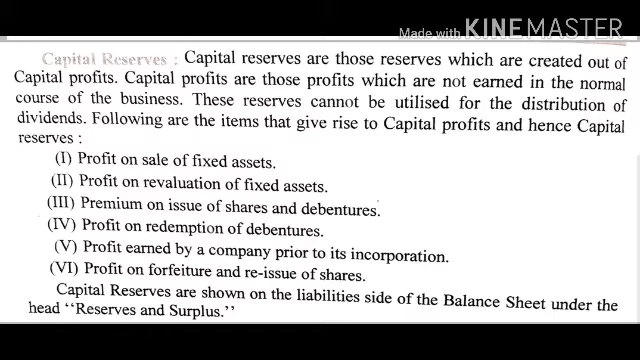 Made with KINEMASTER
Capital Reserves : Capital reserves are those reserves which are created out of
Capital profits. Capital profits are those profits which are not earned in the normal
course of the business. These reserves cannot be utilised for the distribution of
dividends. Following are the items that give rise to Capital profits and hence Capital
reserves :
(I) Profit on sale of fixed assets.
(II) Profit on revaluation of fixed assets.
(III) Premium on issue of shares and debentures.
(IV) Profit on redemption of debentures.
(V) Profit earned by a company prior to its incorporation.
(VI) Profit on forfeiture and re-issue of shares.
Capital Reserves are shown on the liabilities side of the Balance Sheet under the
head ‘‘Reserves and Surplus.’’